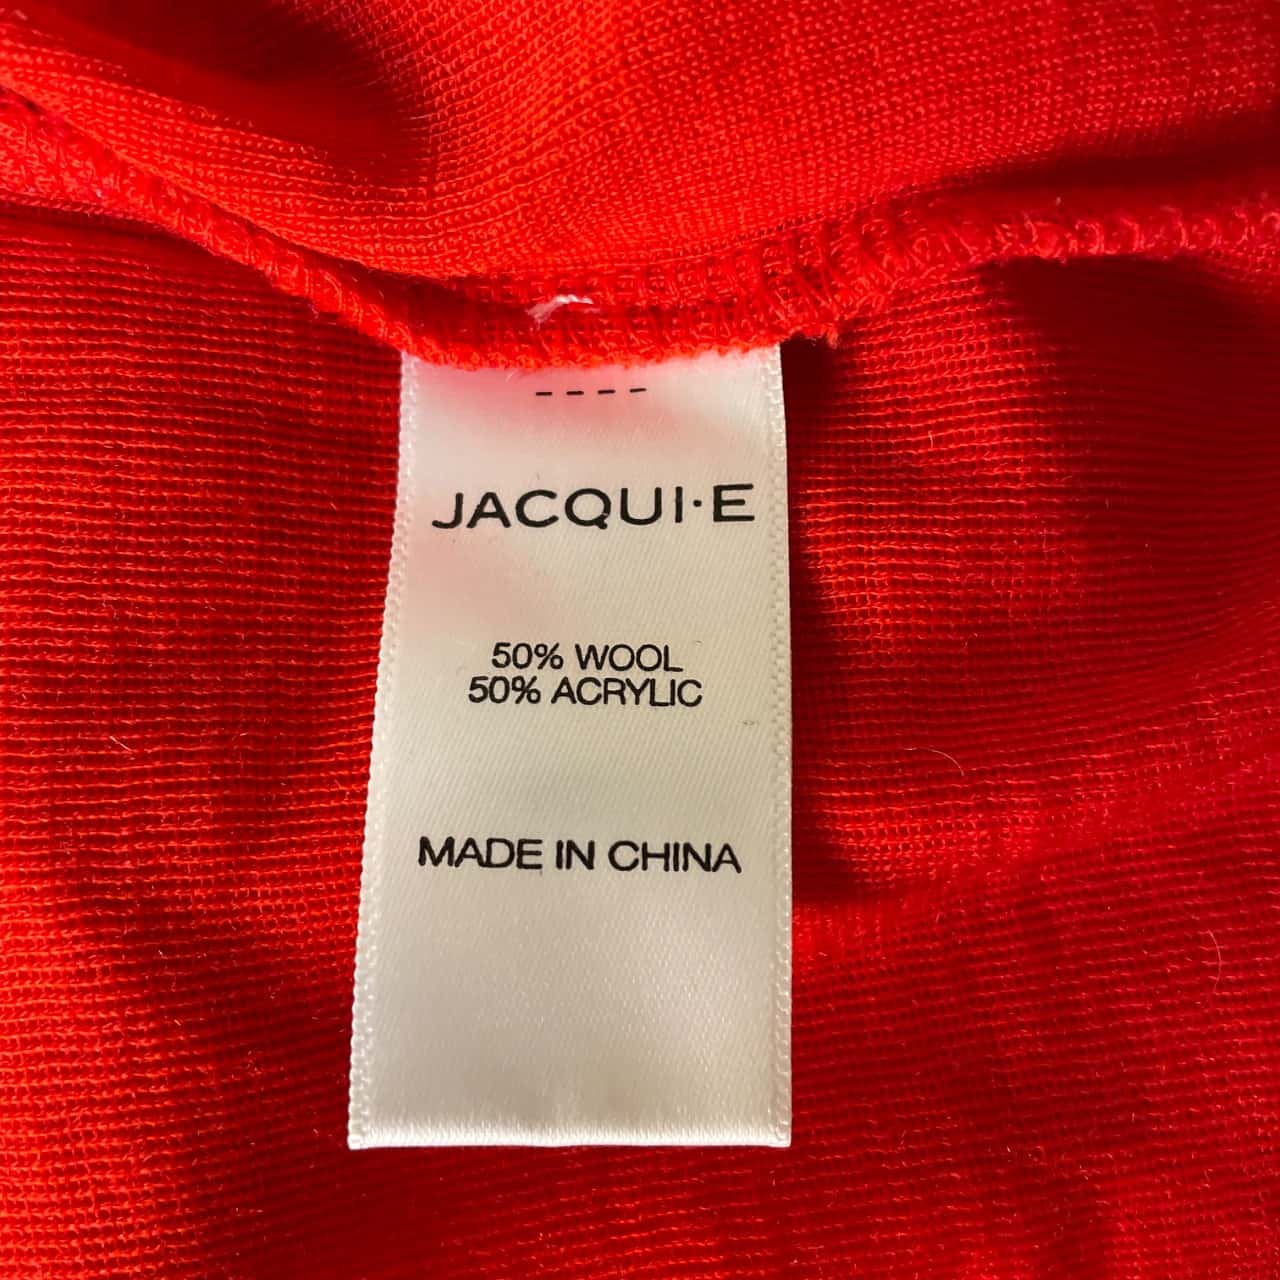 JACQUI·E
50% WOOL
50% ACRYLIC
MADE IN CHINA